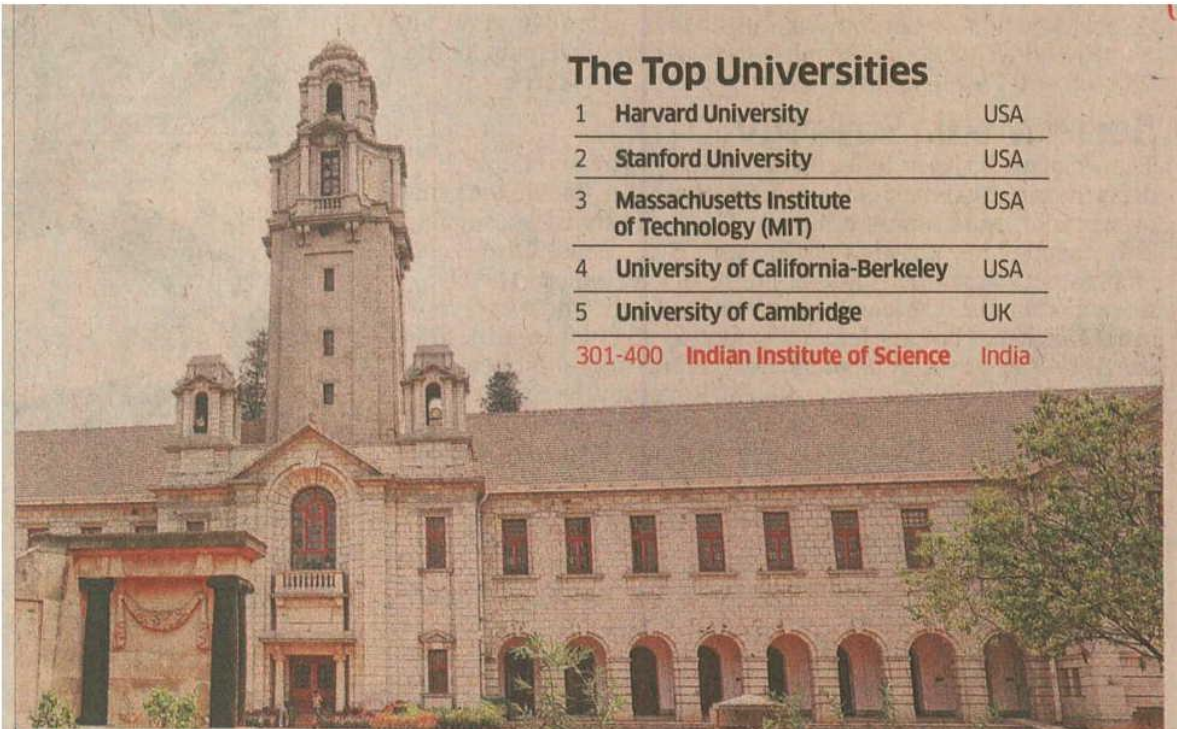 The Top Universities
1 Harvard University USA
2 Stanford University USA
3 Massachusetts Institute USA
of Technology (MIT)
4 University of California-Berkeley USA
5 University of Cambridge UK
301-400 Indian Institute of Science India